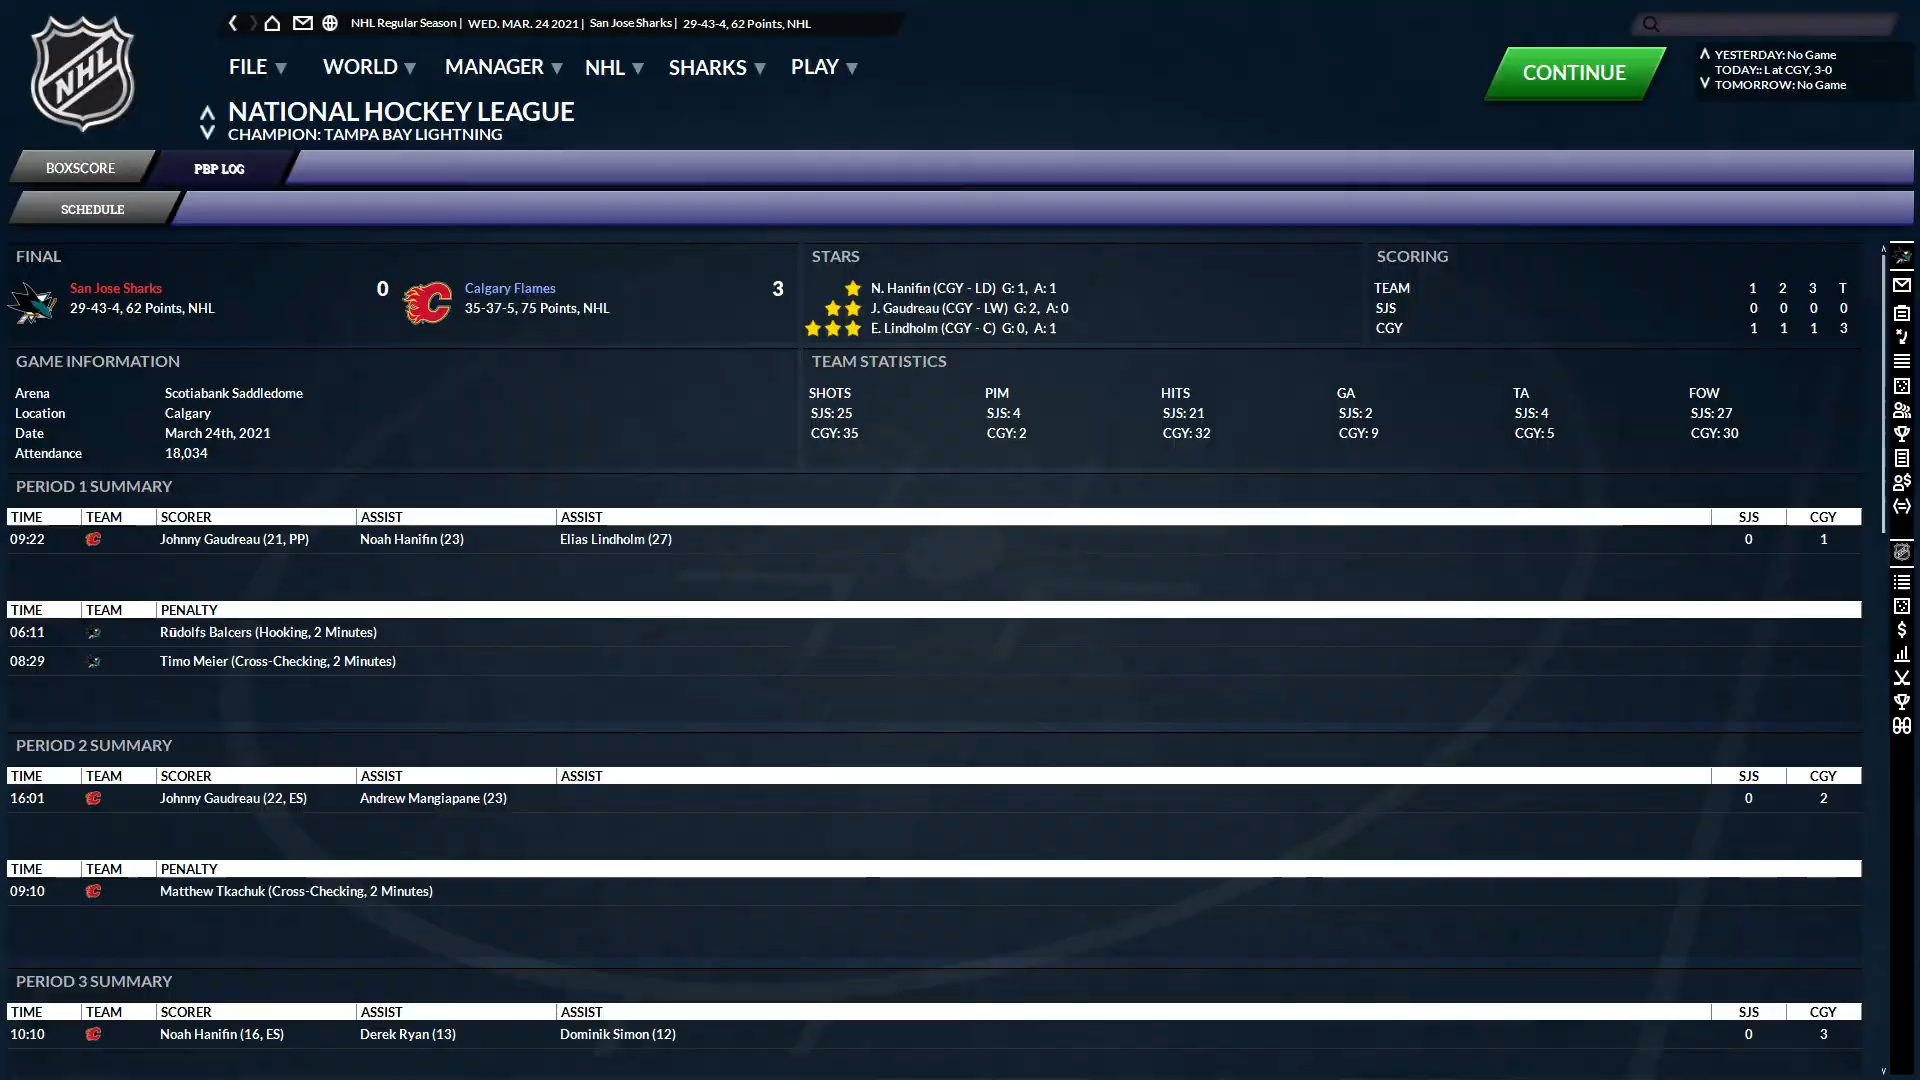 NHL Regular Season | WED. MAR. 24 2021 | San Jose Sharks | 29-43-4, 62 Points, NHL
NHL
FILE WORLD MANAGER NHL SHARKS PLAY
CONTINUE
YESTERDAY: No Game
TODAY:: L at CGY, 3-0
TOMORROW: No Game
NATIONAL HOCKEY LEAGUE
CHAMPION: TAMPA BAY LIGHTNING
BOXSCORE PBP LOG
SCHEDULE
FINAL
San Jose Sharks 0
29-43-4, 62 Points, NHL
Calgary Flames 3
35-37-5, 75 Points, NHL
STARS
N. Hanifin (CGY - LD) G: 1, A: 1
J. Gaudreau (CGY - LW) G: 2, A: 0
E. Lindholm (CGY - C) G: 0, A: 1
SCORING
TEAM 1 2 3 T
SJS 0 0 0 0
CGY 1 1 1 3
GAME INFORMATION
Arena Scotiabank Saddledome
Location Calgary
Date March 24th, 2021
Attendance 18,034
TEAM STATISTICS
SHOTS PIM HITS GA TA FOW
SJS: 25 SJS: 4 SJS: 21 SJS: 2 SJS: 4 SJS: 27
CGY: 35 CGY: 2 CGY: 32 CGY: 9 CGY: 5 CGY: 30
PERIOD 1 SUMMARY
TIME TEAM SCORER ASSIST ASSIST SJS CGY
09:22 Johnny Gaudreau (21, PP) Noah Hanifin (23) Elias Lindholm (27) 0 1
TIME TEAM PENALTY
06:11 Rūdolfs Balcers (Hooking, 2 Minutes)
08:29 Timo Meier (Cross-Checking, 2 Minutes)
PERIOD 2 SUMMARY
TIME TEAM SCORER ASSIST ASSIST SJS CGY
16:01 Johnny Gaudreau (22, ES) Andrew Mangiapane (23) 0 2
TIME TEAM PENALTY
09:10 Matthew Tkachuk (Cross-Checking, 2 Minutes)
PERIOD 3 SUMMARY
TIME TEAM SCORER ASSIST ASSIST SJS CGY
10:10 Noah Hanifin (16, ES) Derek Ryan (13) Dominik Simon (12) 0 3